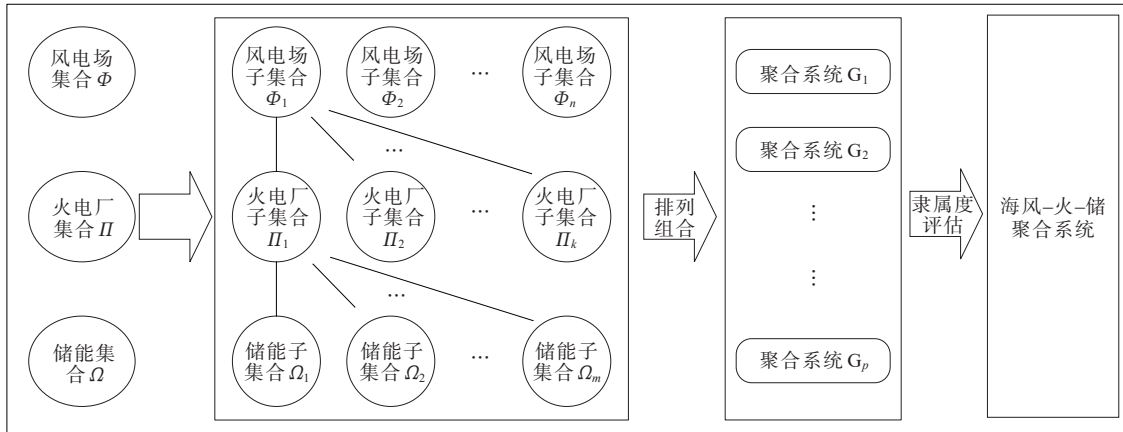 风电场
集合Φ
火电厂
集合Π
储能集
合Ω
风电场
子集合
Φ1
风电场
子集合
Φ2
...
风电场
子集合
Φn
...
火电厂
子集合
Π1
火电厂
子集合
Π2
...
火电厂
子集合
Πk
...
储能子
集合Ω1
储能子
集合Ω2
...
储能子
集合Ωm
排列
组合
聚合系统 G1
聚合系统 G2
⋮
⋮
聚合系统 Gp
隶属度
评估
海风–火–储
聚合系统